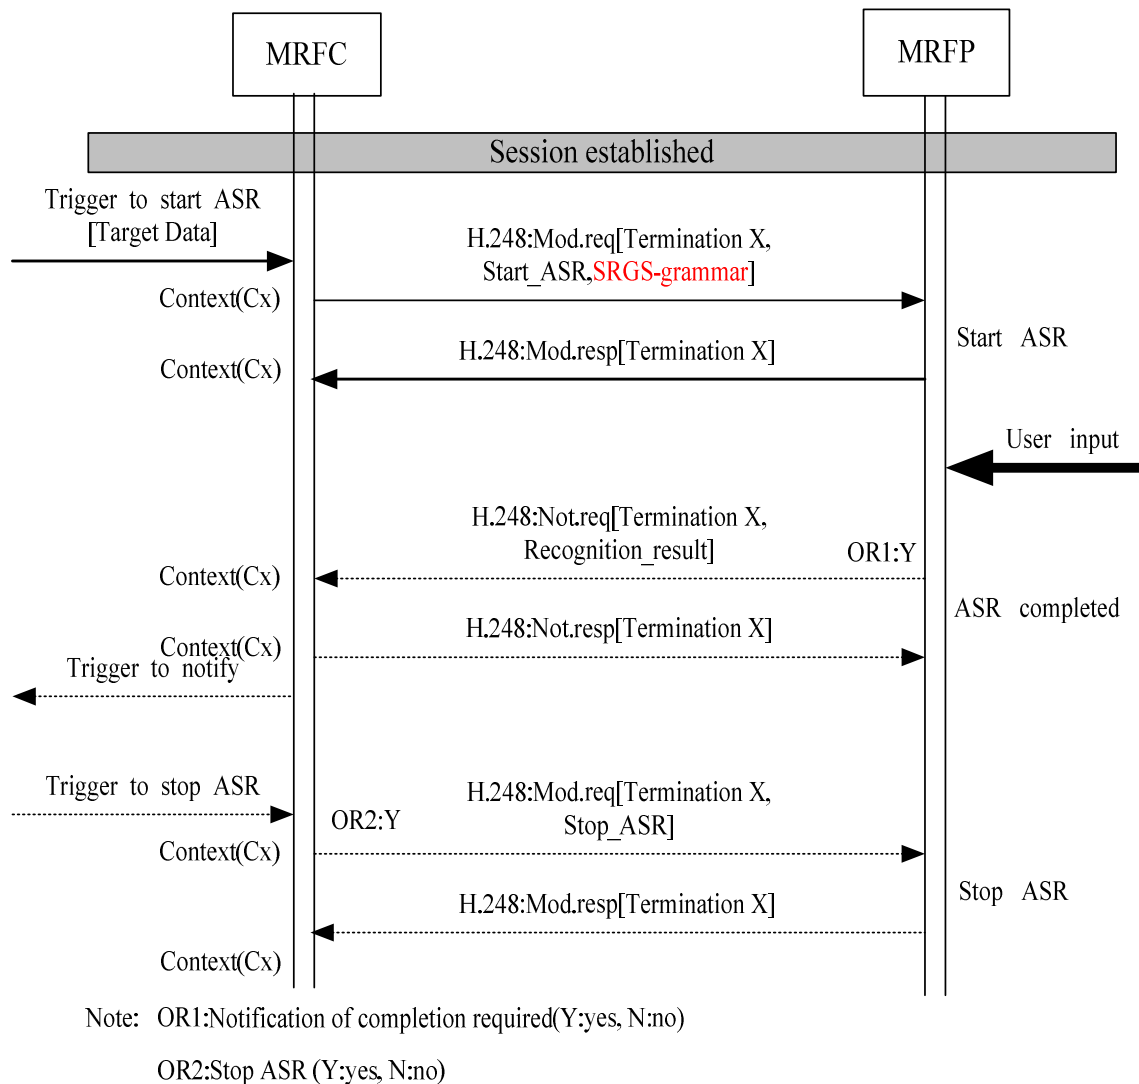 MRFC
MRFP
Session established
Trigger to start ASR
[Target Data]
H.248:Mod.req[Termination X,
Start_ASR,SRGS-grammar]
Context(Cx)
Start ASR
H.248:Mod.resp[Termination X]
Context(Cx)
User input
H.248:Not.req[Termination X,
Recognition_result]
OR1:Y
Context(Cx)
ASR completed
H.248:Not.resp[Termination X]
Context(Cx)
Trigger to notify
Trigger to stop ASR
H.248:Mod.req[Termination X,
Stop_ASR]
OR2:Y
Context(Cx)
Stop ASR
H.248:Mod.resp[Termination X]
Context(Cx)
Note: OR1:Notification of completion required(Y:yes, N:no)
OR2:Stop ASR (Y:yes, N:no)